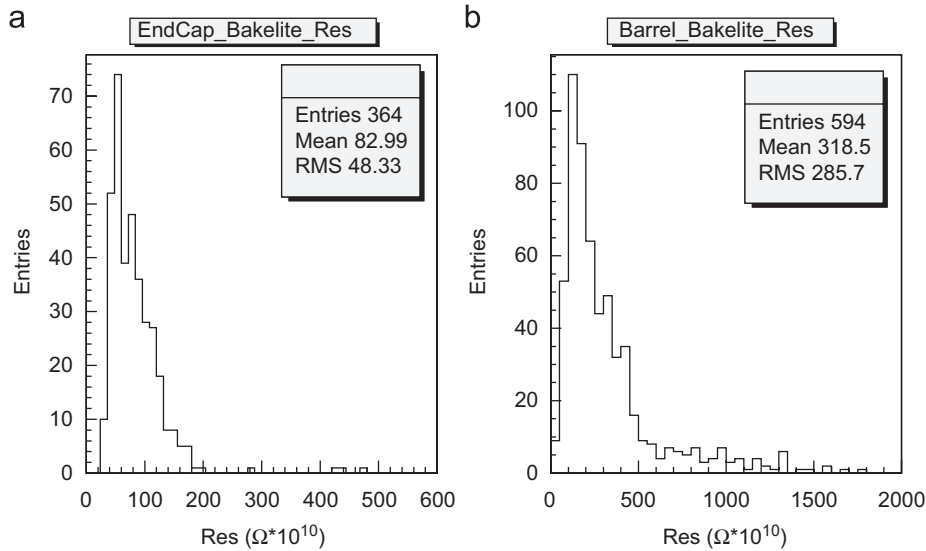 a
EndCap_Bakelite_Res
Entries 364
Mean 82.99
RMS 48.33
Entries
70
60
50
40
30
20
10
0
0 100 200 300 400 500 600
Res (Ω*10¹⁰)
b
Barrel_Bakelite_Res
Entries 594
Mean 318.5
RMS 285.7
Entries
100
80
60
40
20
0
0 500 1000 1500 2000
Res (Ω*10¹⁰)